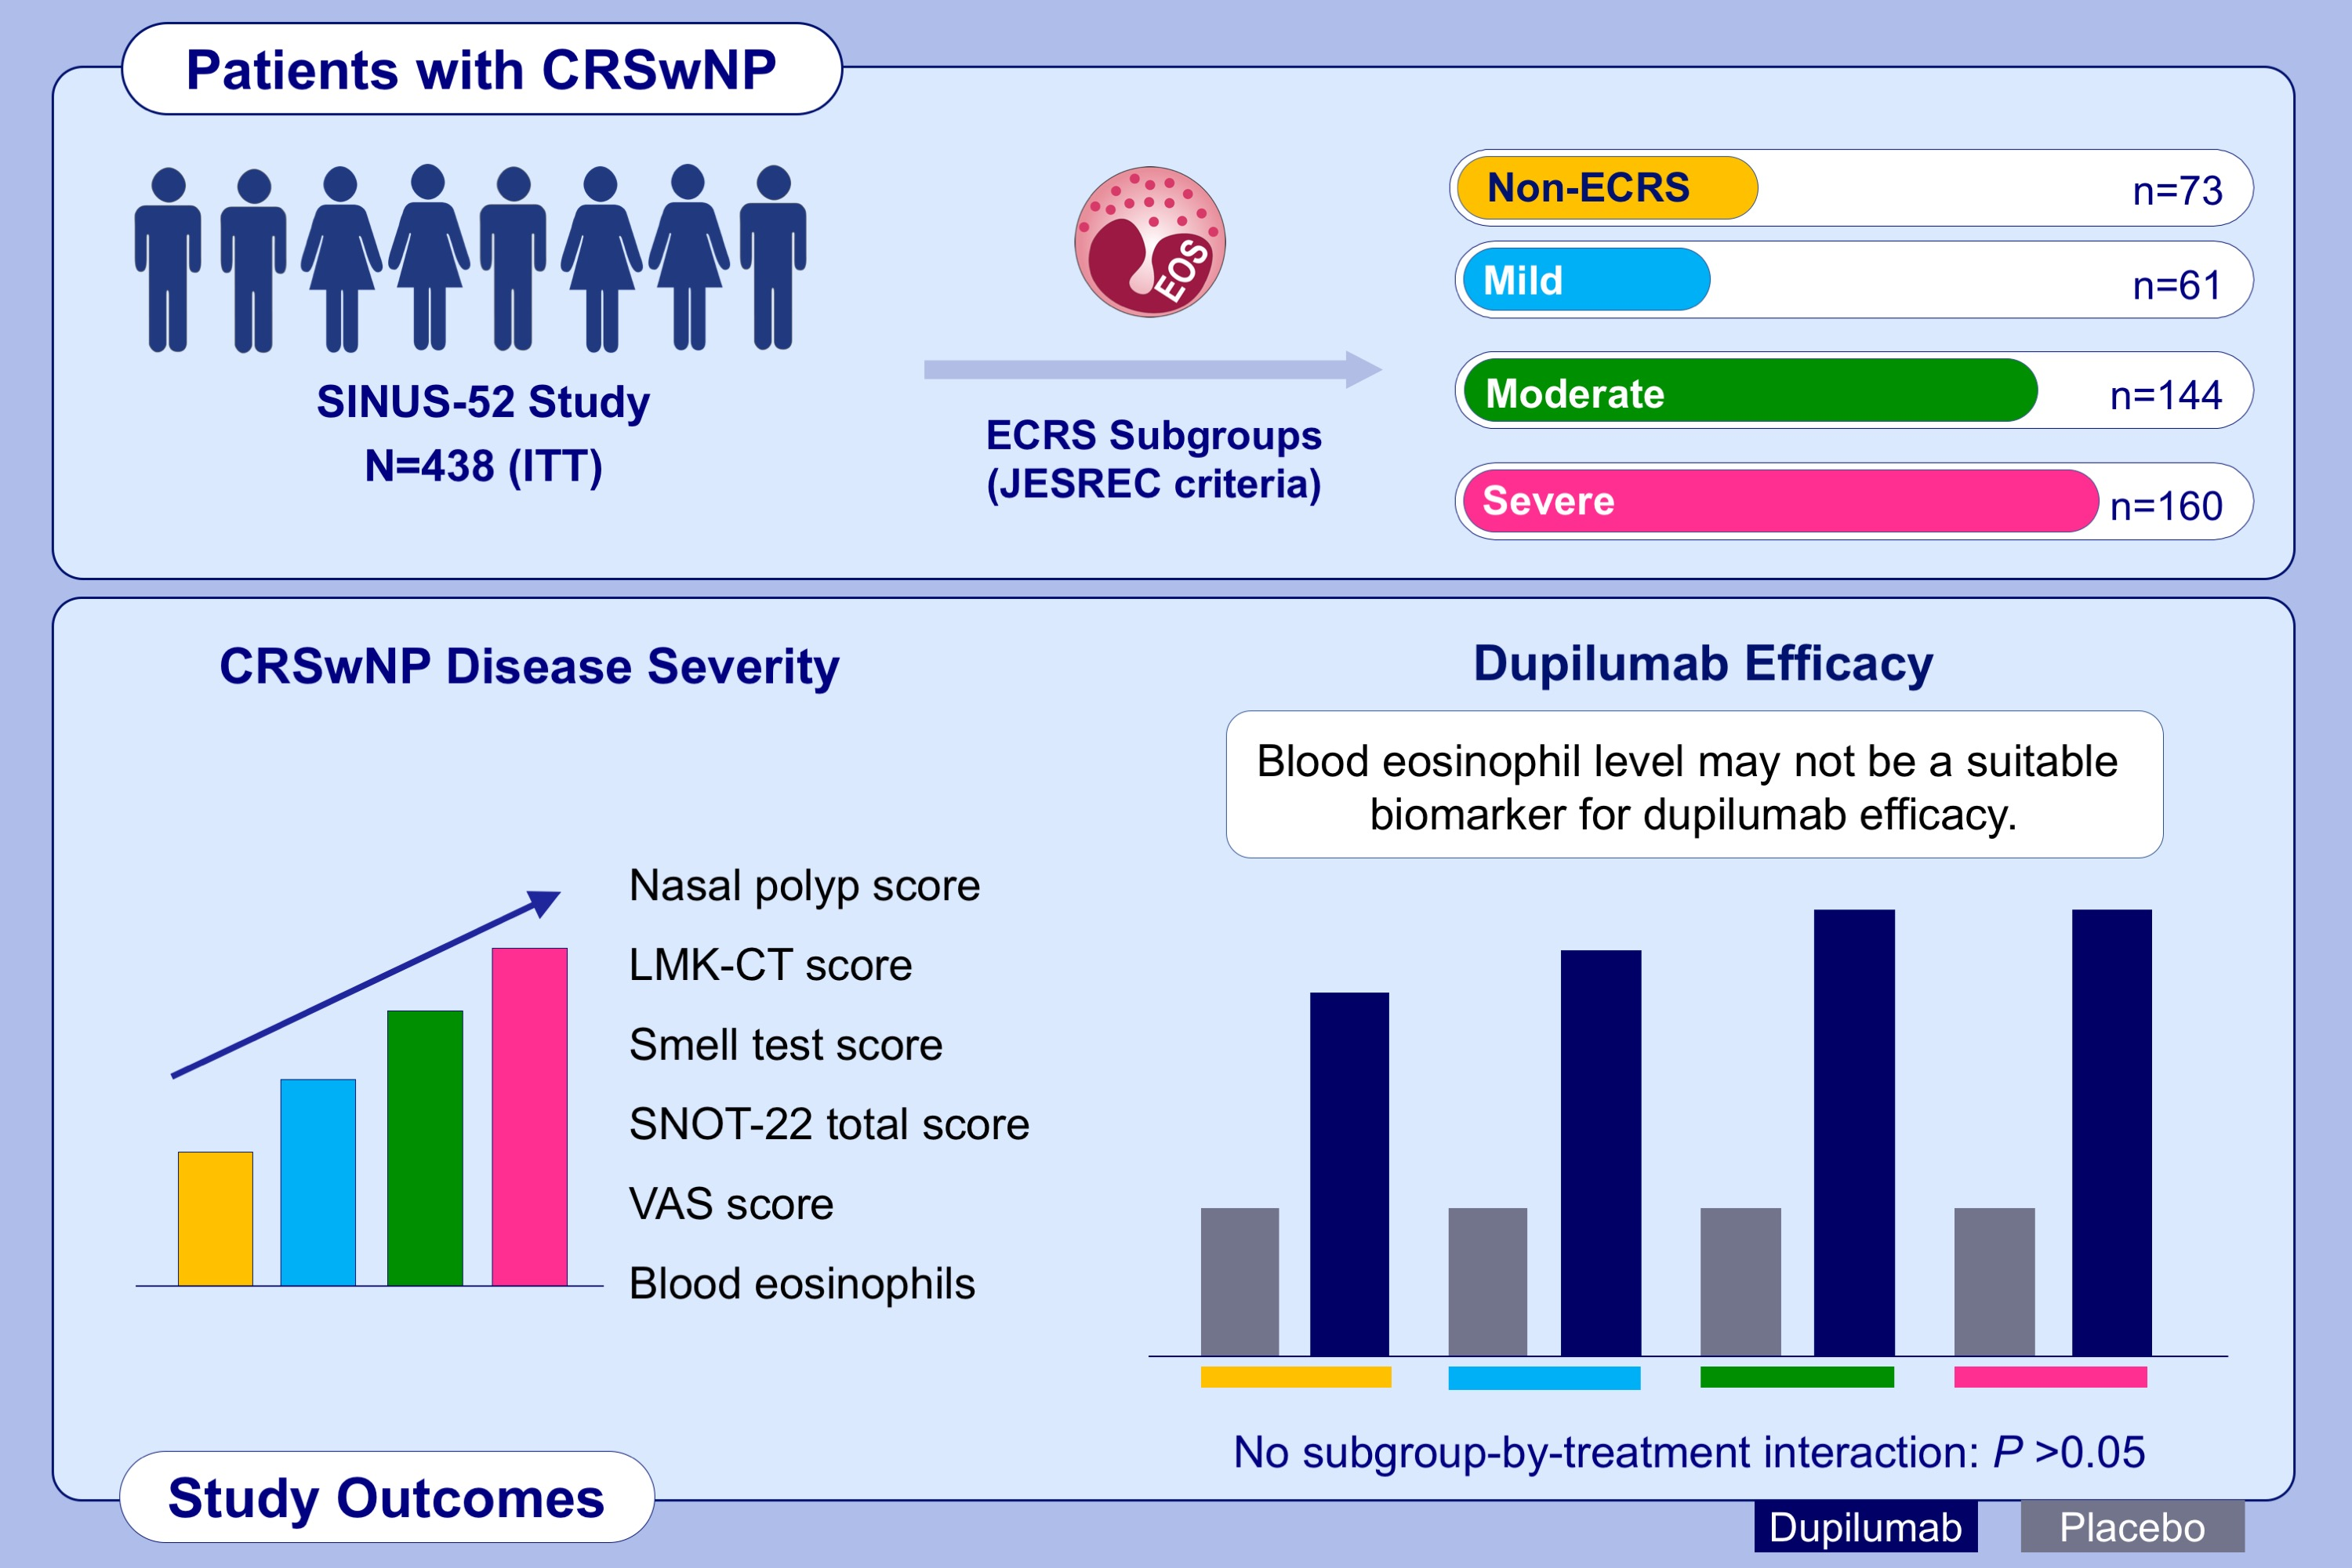 Patients with CRSwNP
SINUS-52 Study
N=438 (ITT)
EOS
ECRS Subgroups
(JESREC criteria)
Non-ECRS n=73
Mild n=61
Moderate n=144
Severe n=160
CRSwNP Disease Severity
Nasal polyp score
LMK-CT score
Smell test score
SNOT-22 total score
VAS score
Blood eosinophils
Dupilumab Efficacy
Blood eosinophil level may not be a suitable
biomarker for dupilumab efficacy.
No subgroup-by-treatment interaction: P >0.05
Study Outcomes
Dupilumab
Placebo